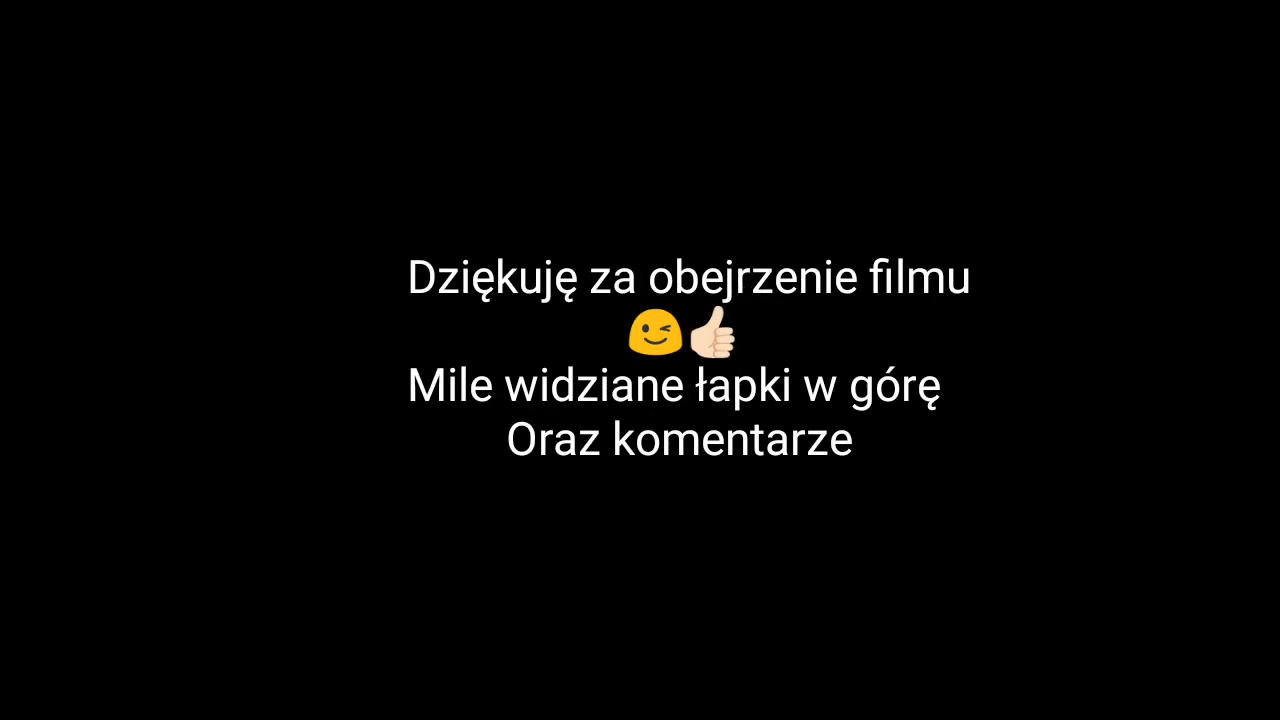 Dziękuję za obejrzenie filmu
😉👍🏻
Mile widziane łapki w górę
Oraz komentarze